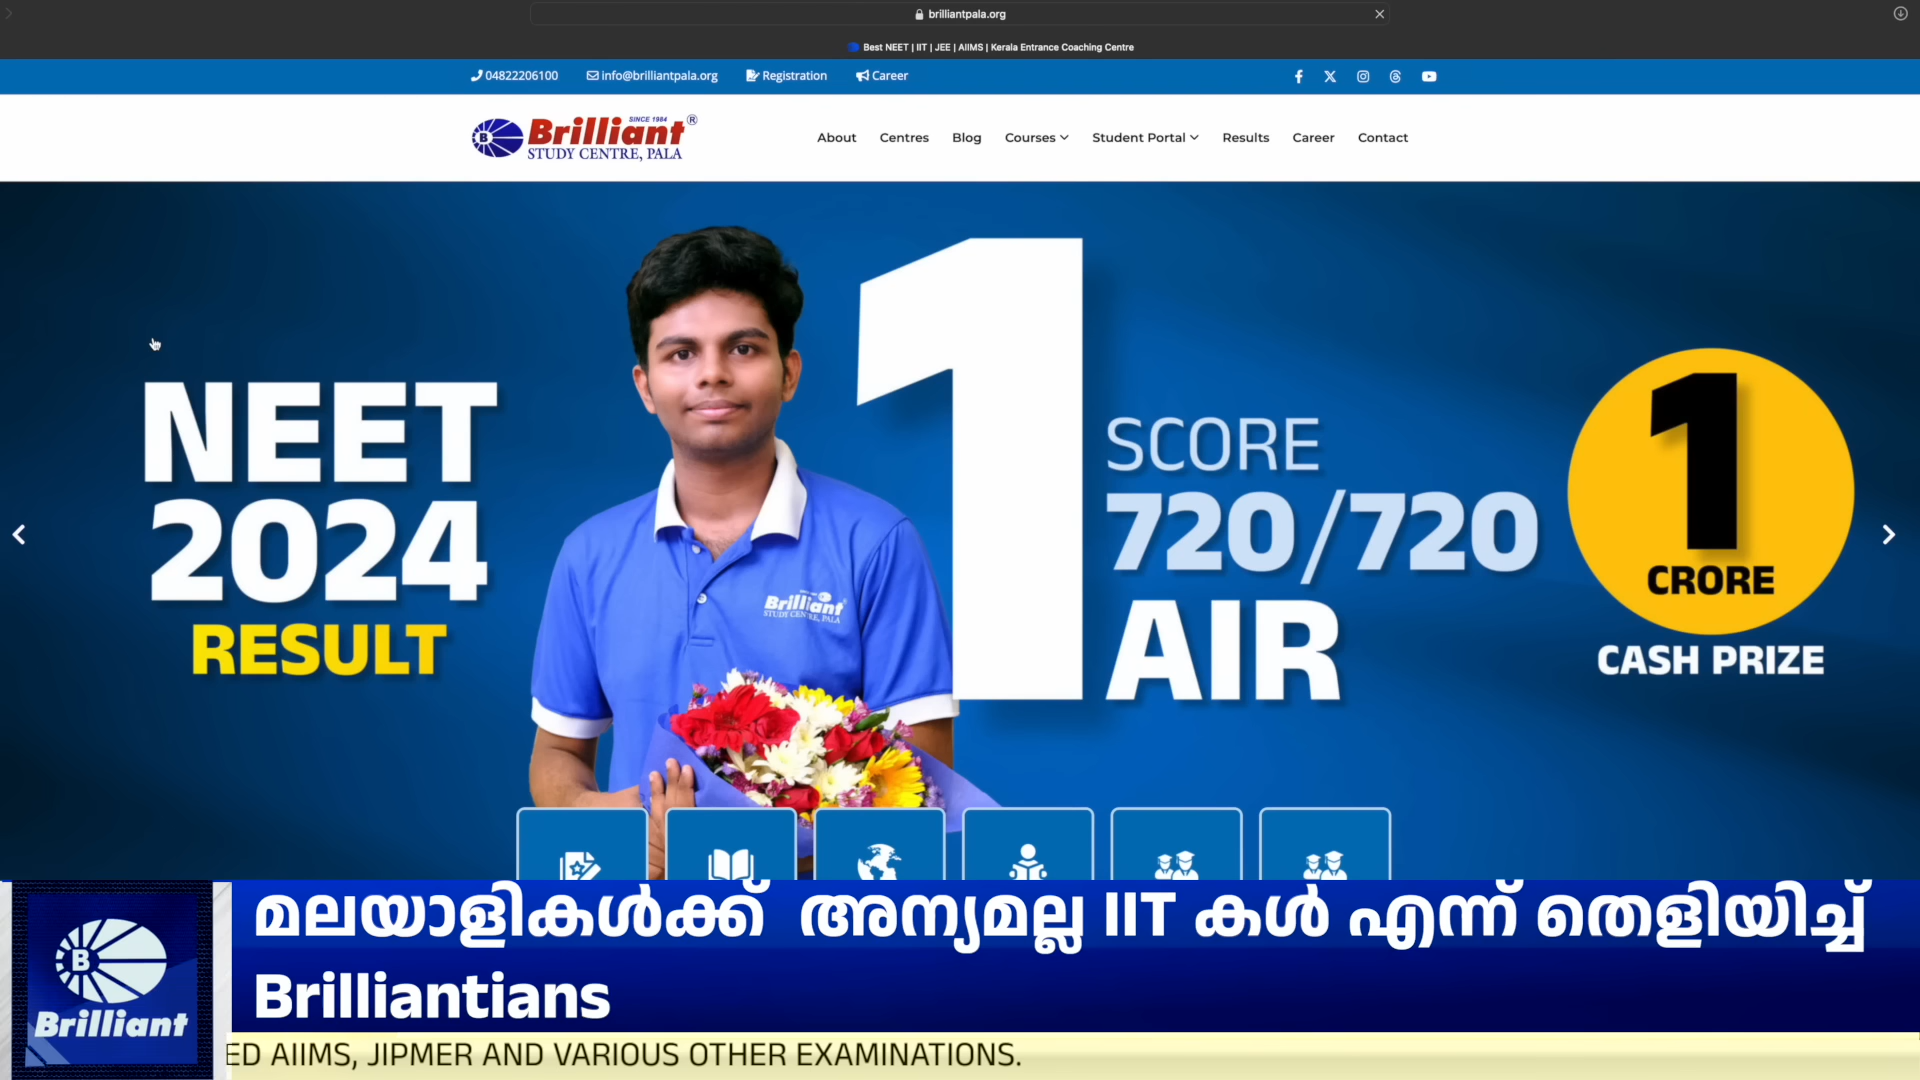 brilliantpala.org
Best NEET | IIT | JEE | AIIMS | Kerala Entrance Coaching Centre
04822206100 info@brilliantpala.org Registration Career
SINCE 1984
B Brilliant ®
STUDY CENTRE, PALA
About Centres Blog Courses Student Portal Results Career Contact
NEET
2024
RESULT
Brilliant
STUDY CENTRE, PALA
1
SCORE
720/720
AIR
1
CRORE
CASH PRIZE
മലയാളികൾക്ക് അന്യമല്ല IIT കൾ എന്ന് തെളിയിച്ച്
Brilliantians
B
Brilliant
ED AIIMS, JIPMER AND VARIOUS OTHER EXAMINATIONS.